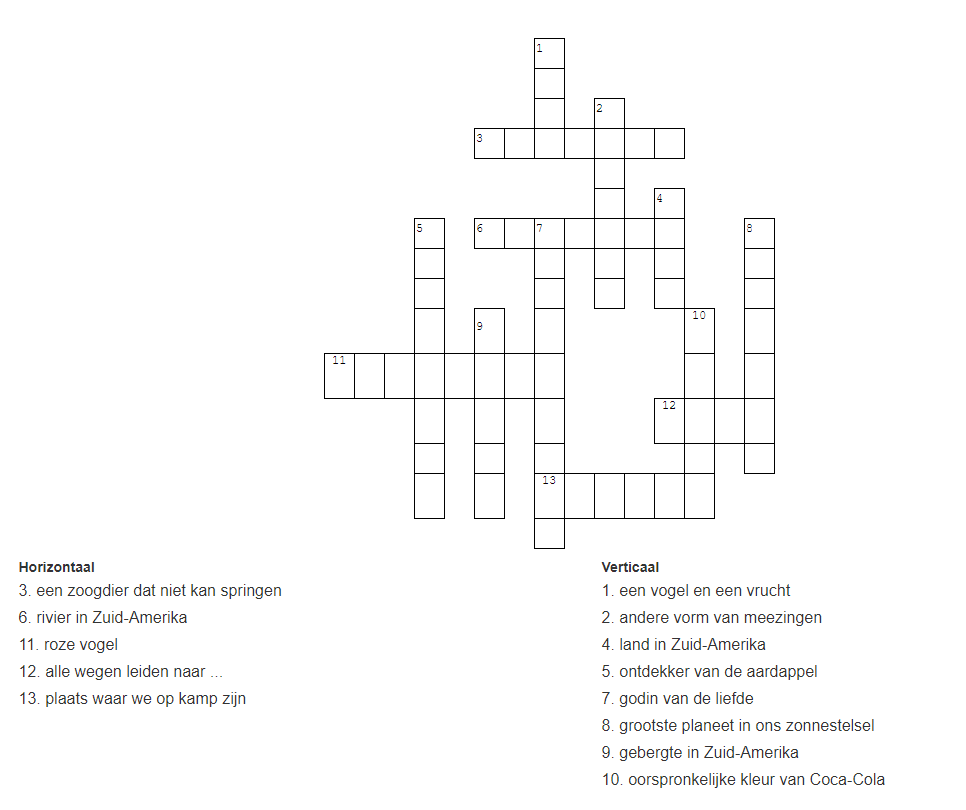 1
2
3
4
5
6
7
8
9
10
11
12
13
Horizontaal
3. een zoogdier dat niet kan springen
6. rivier in Zuid-Amerika
11. roze vogel
12. alle wegen leiden naar ...
13. plaats waar we op kamp zijn
Verticaal
1. een vogel en een vrucht
2. andere vorm van meezingen
4. land in Zuid-Amerika
5. ontdekker van de aardappel
7. godin van de liefde
8. grootste planeet in ons zonnestelsel
9. gebergte in Zuid-Amerika
10. oorspronkelijke kleur van Coca-Cola